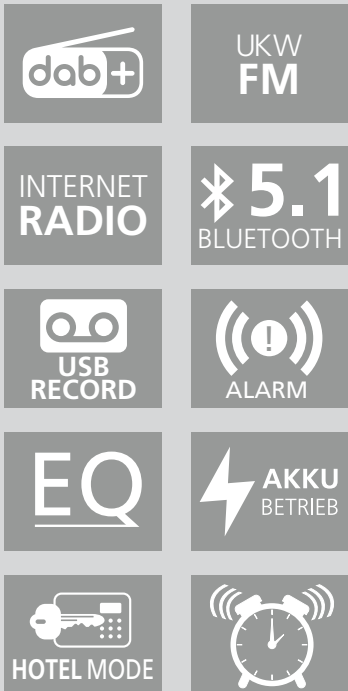 dab+
UKW
FM
INTERNET
RADIO
5.1
BLUETOOTH
USB
RECORD
ALARM
EQ
AKKU
BETRIEB
HOTEL MODE